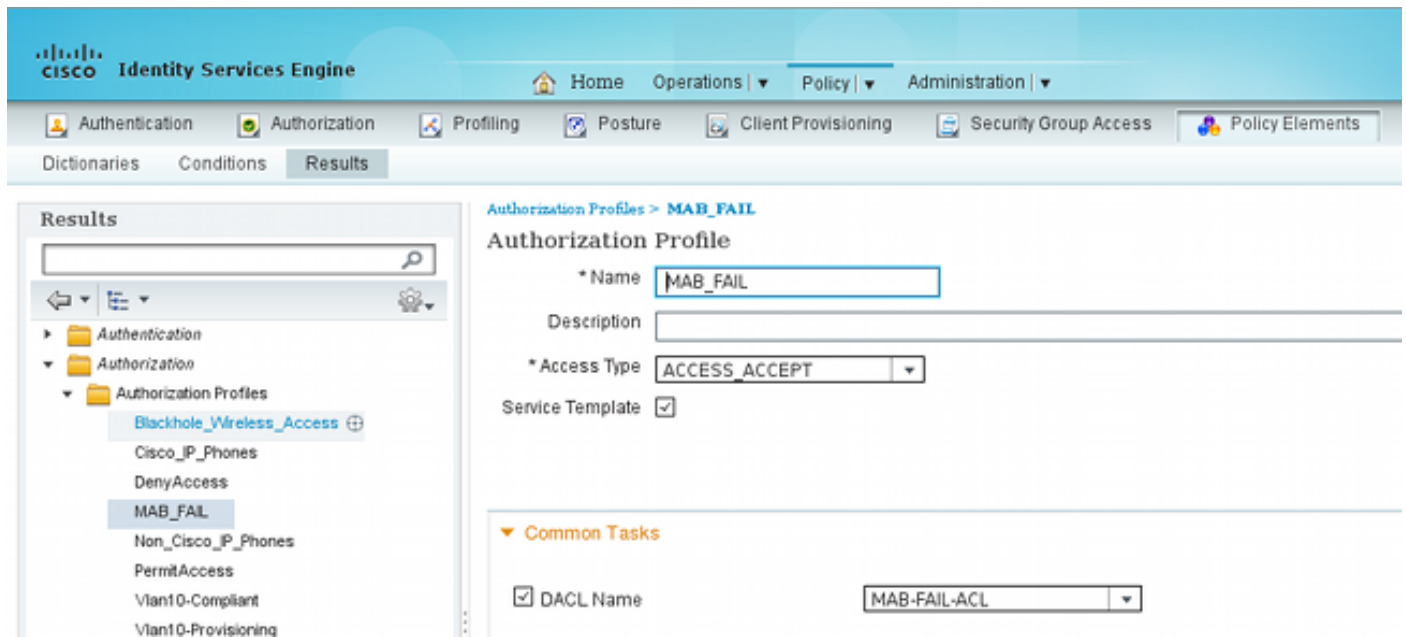 CISCO Identity Services Engine
Home Operations | Policy | Administration |
Authentication Authorization Profiling Posture Client Provisioning Security Group Access Policy Elements
Dictionaries Conditions Results
Results
Authentication
Authorization
Authorization Profiles
Blackhole_Wireless_Access
Cisco_IP_Phones
DenyAccess
MAB_FAIL
Non_Cisco_IP_Phones
PermitAccess
Vlan10-Compliant
Vlan10-Provisioning
Authorization Profiles > MAB_FAIL
Authorization Profile
* Name MAB_FAIL
Description
* Access Type ACCESS_ACCEPT
Service Template
Common Tasks
DACL Name MAB-FAIL-ACL